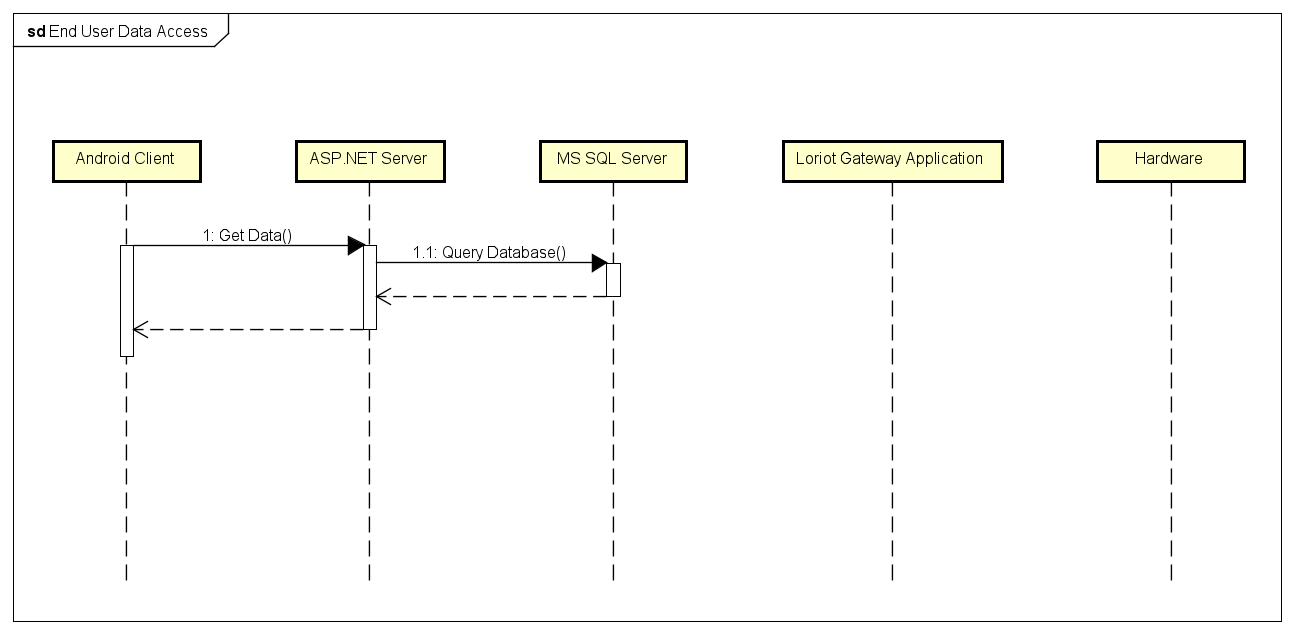 sd End User Data Access
Android Client
ASP.NET Server
MS SQL Server
Loriot Gateway Application
Hardware
1: Get Data()
1.1: Query Database()